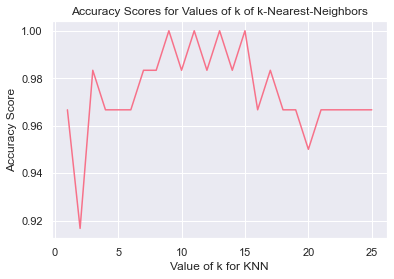 Accuracy Scores for Values of k of k-Nearest-Neighbors
1.00
0.98
0.96
0.94
0.92
Accuracy Score
0 5 10 15 20 25
Value of k for KNN